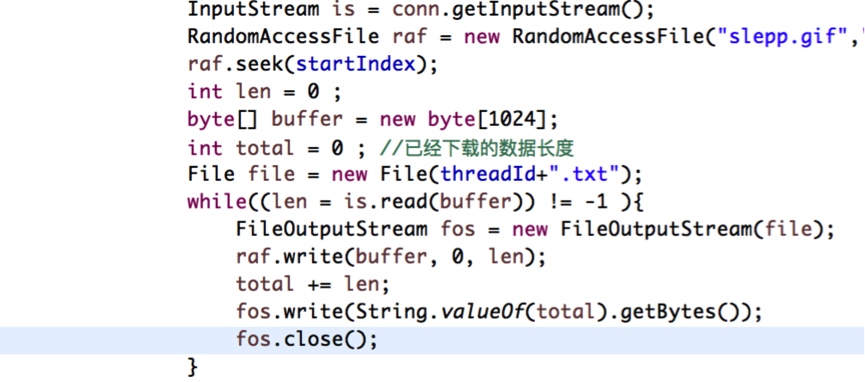 InputStream is = conn.getInputStream();
RandomAccessFile raf = new RandomAccessFile("slepp.gif",
raf.seek(startIndex);
int len = 0 ;
byte[] buffer = new byte[1024];
int total = 0 ; //已经下载的数据长度
File file = new File(threadId+".txt");
while((len = is.read(buffer)) != -1 ){
FileOutputStream fos = new FileOutputStream(file);
raf.write(buffer, 0, len);
total += len;
fos.write(String.valueOf(total).getBytes());
fos.close();
}